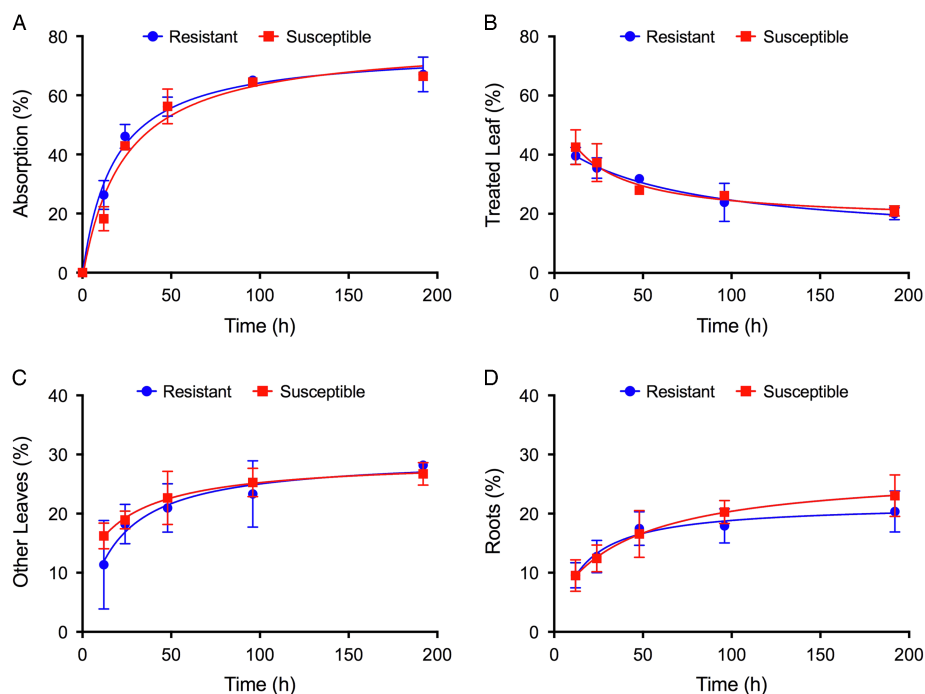 A
Resistant Susceptible
80
60
40
20
0
Absorption (%)
0 50 100 150 200
Time (h)
B
Resistant Susceptible
80
60
40
20
0
Treated Leaf (%)
0 50 100 150 200
Time (h)
C
Resistant Susceptible
40
30
20
10
0
Other Leaves (%)
0 50 100 150 200
Time (h)
D
Resistant Susceptible
40
30
20
10
0
Roots (%)
0 50 100 150 200
Time (h)